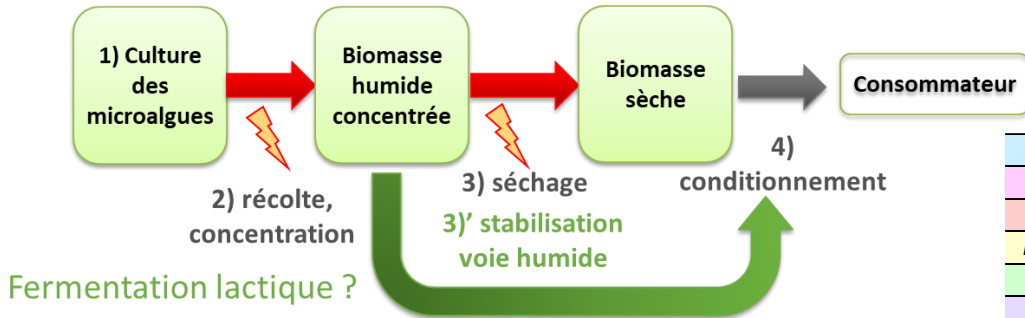 1) Culture
des
microalgues
Biomasse
humide
concentrée
Biomasse
sèche
Consommateur
2) récolte,
concentration
3) séchage
3)’ stabilisation
voie humide
4)
conditionnement
Fermentation lactique ?